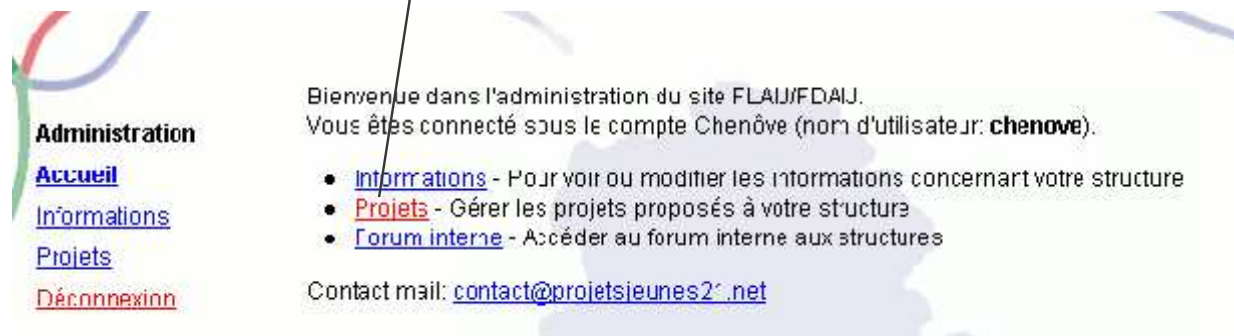 Bienvenue dans l'administration du site FLAIJ/FDAIJ.
Vous êtes connecté sous le compte Chenôve (nom d'utilisateur: chenove).
Informations - Pour voir ou modifier les informations concernant votre structure
Projets - Gérer les projets proposés à votre structure
Forum interne - Accéder au forum interne aux structures
Contact mail: contact@projetsjeunes21.net
Administration
Accueil
Informations
Projets
Déconnexion